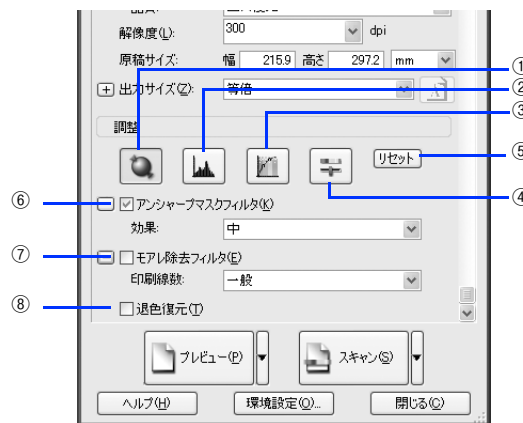 解像度(L): 300 dpi
原稿サイズ: 幅 215.9 高さ 297.2 mm
①
出力サイズ(Z): 等倍
②
③
調整
リセット ⑤
④
⑥ アンシャープマスクフィルタ(K)
効果: 中
⑦ モアレ除去フィルタ(E)
印刷線数: 一般
⑧ 退色復元(T)
プレビュー(P) スキャン(S)
ヘルプ(H) 環境設定(O)... 閉じる(C)